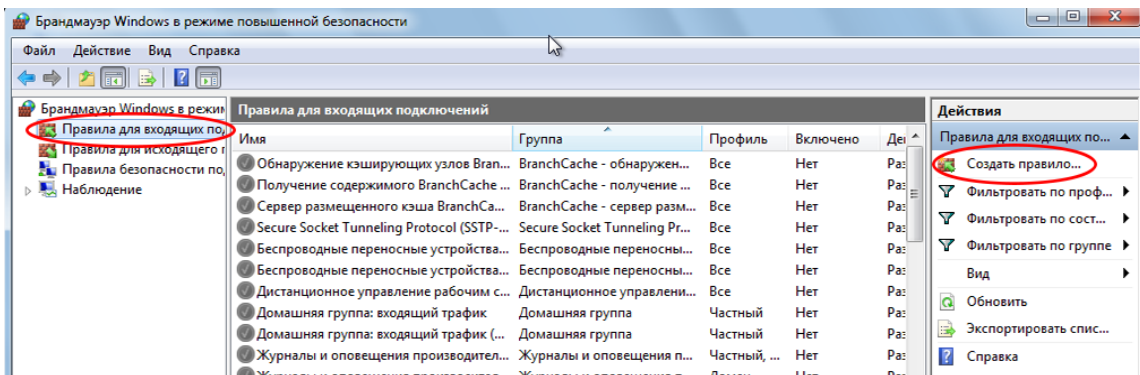 Брандмауэр Windows в режиме повышенной безопасности
Файл Действие Вид Справка
Брандмауэр Windows в режи
Правила для входящих по
Правила для исходящего
Правила безопасности по
Наблюдение
Правила для входящих подключений
Имя Группа Профиль Включено Де
Обнаружение кэширующих узлов Bran... BranchCache - обнаружен... Все Нет Раз
Получение содержимого BranchCache ... BranchCache - получение ... Все Нет Раз
Сервер размещенного кэша BranchCa... BranchCache - сервер разм... Все Нет Раз
Secure Socket Tunneling Protocol (SSTP-... Secure Socket Tunneling Pr... Все Нет Раз
Беспроводные переносные устройства... Беспроводные переносны... Все Нет Раз
Беспроводные переносные устройства... Беспроводные переносны... Все Нет Раз
Дистанционное управление рабочим с... Дистанционное управлени... Все Нет Раз
Домашняя группа: входящий трафик Домашняя группа Частный Нет Раз
Домашняя группа: входящий трафик (... Домашняя группа Частный Нет Раз
Журналы и оповещения производител... Журналы и оповещения п... Частный, ... Нет Раз
Действия
Правила для входящих по...
Создать правило...
Фильтровать по проф...
Фильтровать по сост...
Фильтровать по группе
Вид
Обновить
Экспортировать спис...
Справка